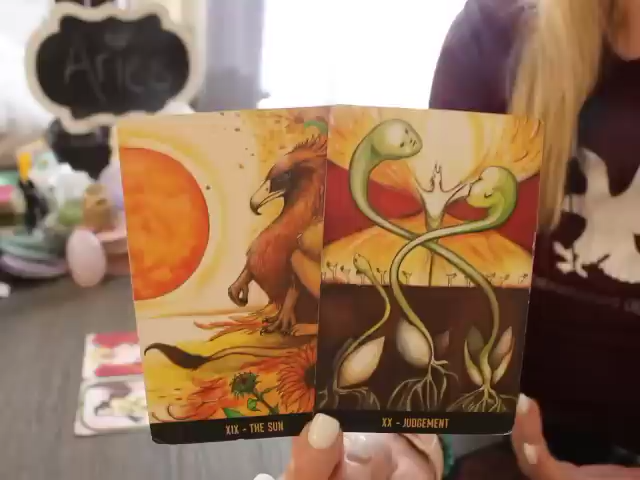 Aries
XIX - THE SUN
XX - JUDGEMENT